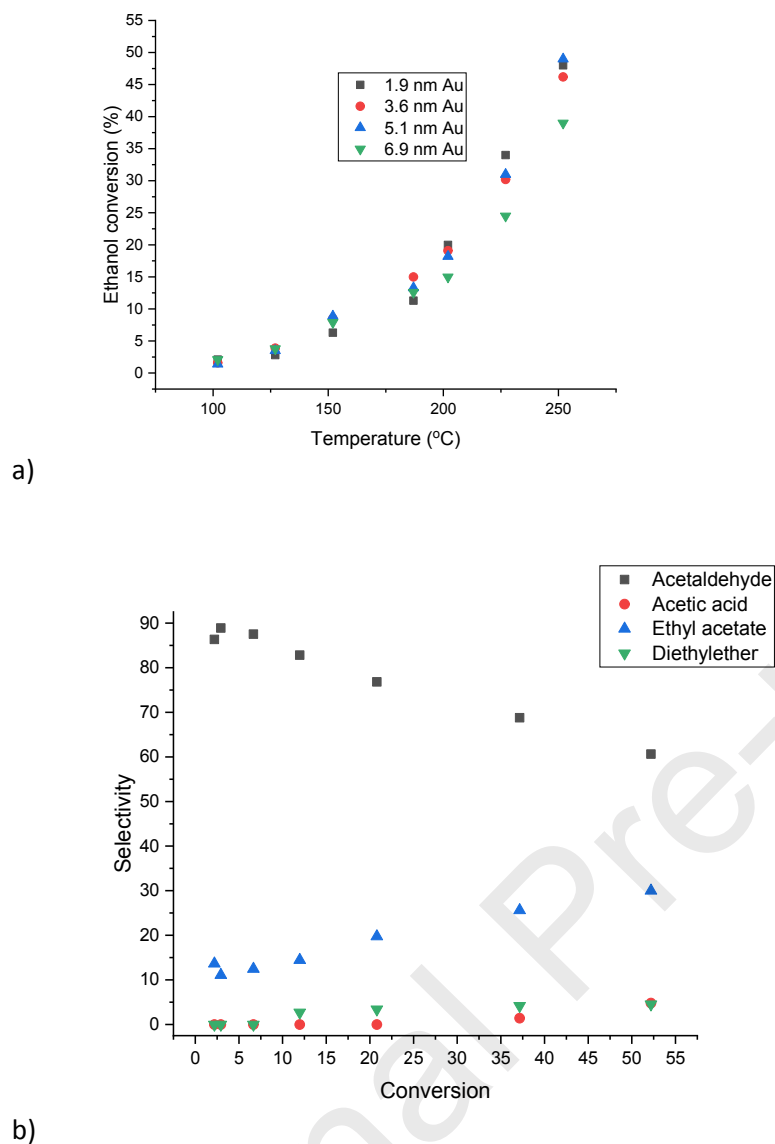 55
50
45
40
35
30
25
20
15
10
5
0
Ethanol conversion (%)
1.9 nm Au
3.6 nm Au
5.1 nm Au
6.9 nm Au
100 150 200 250
Temperature (ºC)
a)
Acetaldehyde
Acetic acid
Ethyl acetate
Diethylether
90
80
70
60
50
40
30
20
10
0
Selectivity
0 5 10 15 20 25 30 35 40 45 50 55
Conversion
b)
nal Pre-